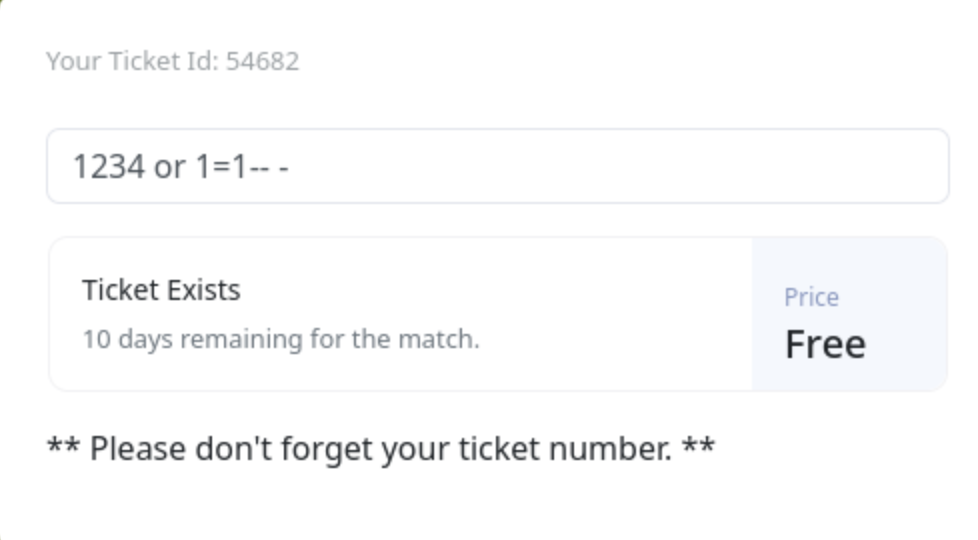 Your Ticket Id: 54682
1234 or 1=1-- -
Ticket Exists
10 days remaining for the match.
Price
Free
** Please don't forget your ticket number. **